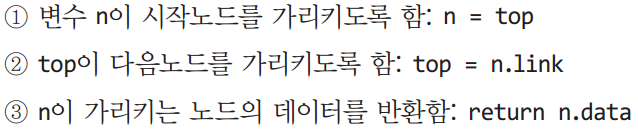 ① 변수 n이 시작노드를 가리키도록 함: n = top
② top이 다음노드를 가리키도록 함: top = n.link
③ n이 가리키는 노드의 데이터를 반환함: return n.data